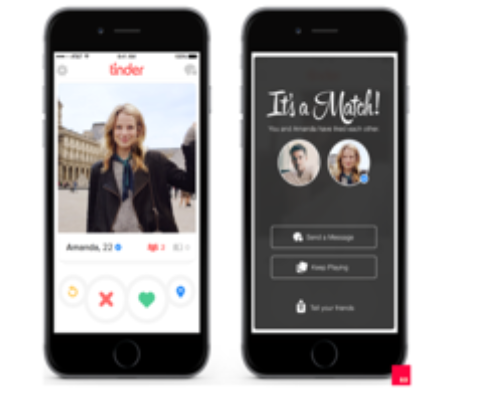 tinder
Amanda, 22
2
It's a Match!
You and Amanda have liked each other.
Send a Message
Keep Playing
Tell your friends